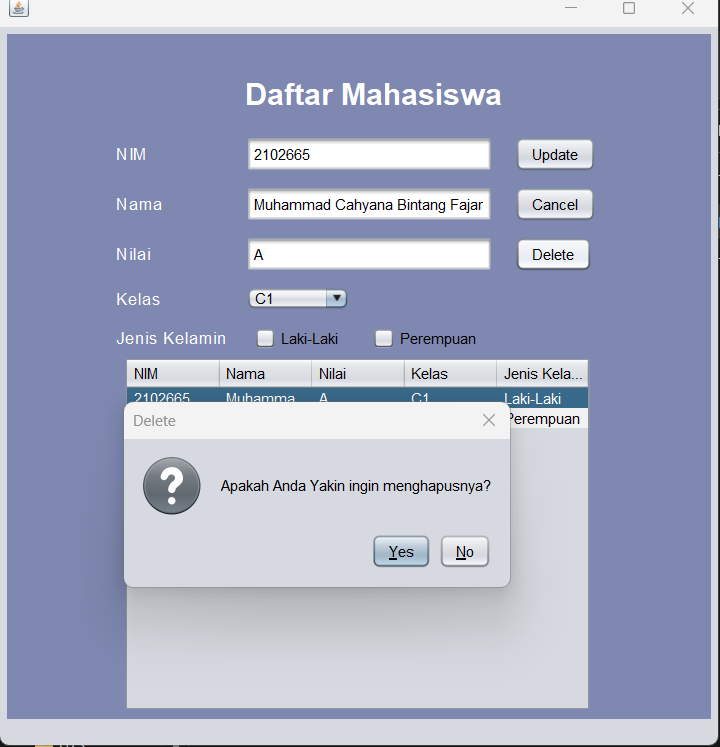 Daftar Mahasiswa
NIM 2102665 Update
Nama Muhammad Cahyana Bintang Fajar Cancel
Nilai A Delete
Kelas C1
Jenis Kelamin Laki-Laki Perempuan
NIM Nama Nilai Kelas Jenis Kela...
2102665 Muhamma... A C1 Laki-Laki
Perempuan
Delete
Apakah Anda Yakin ingin menghapusnya?
Yes No